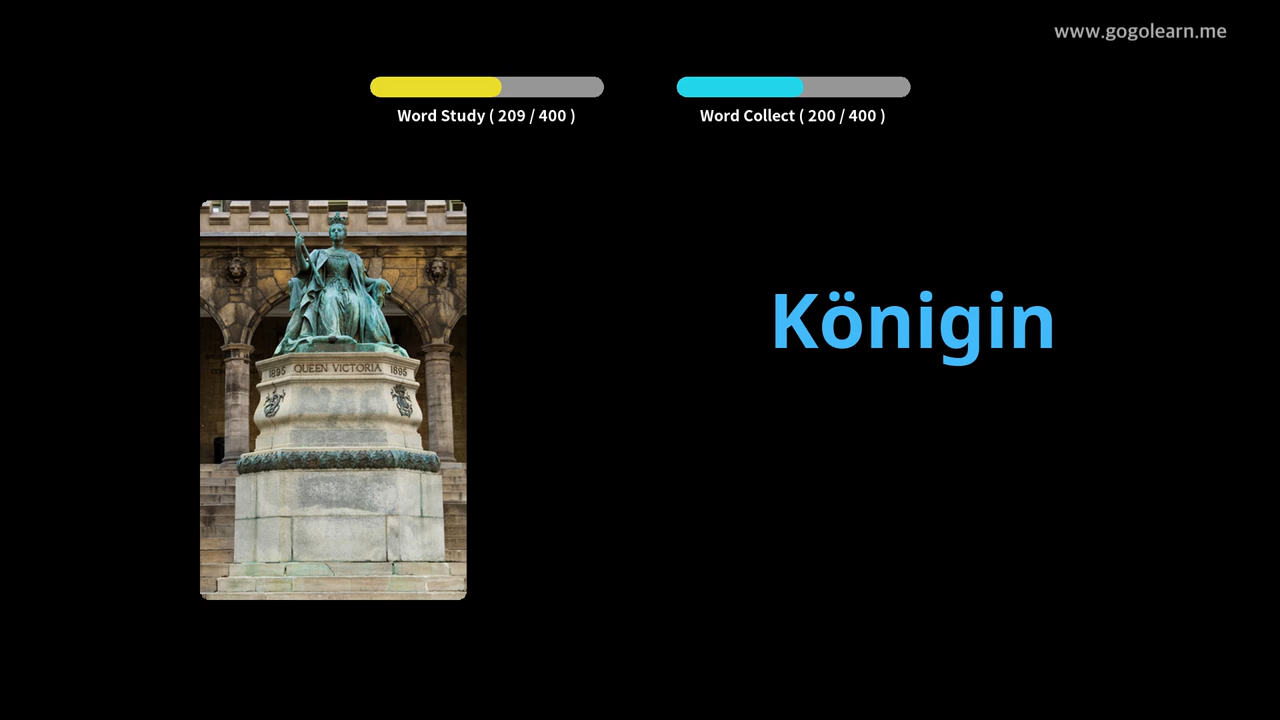 www.gogolearn.me
Word Study ( 209 / 400 )
Word Collect ( 200 / 400 )
Königin
1895 QUEEN VICTORIA 1895